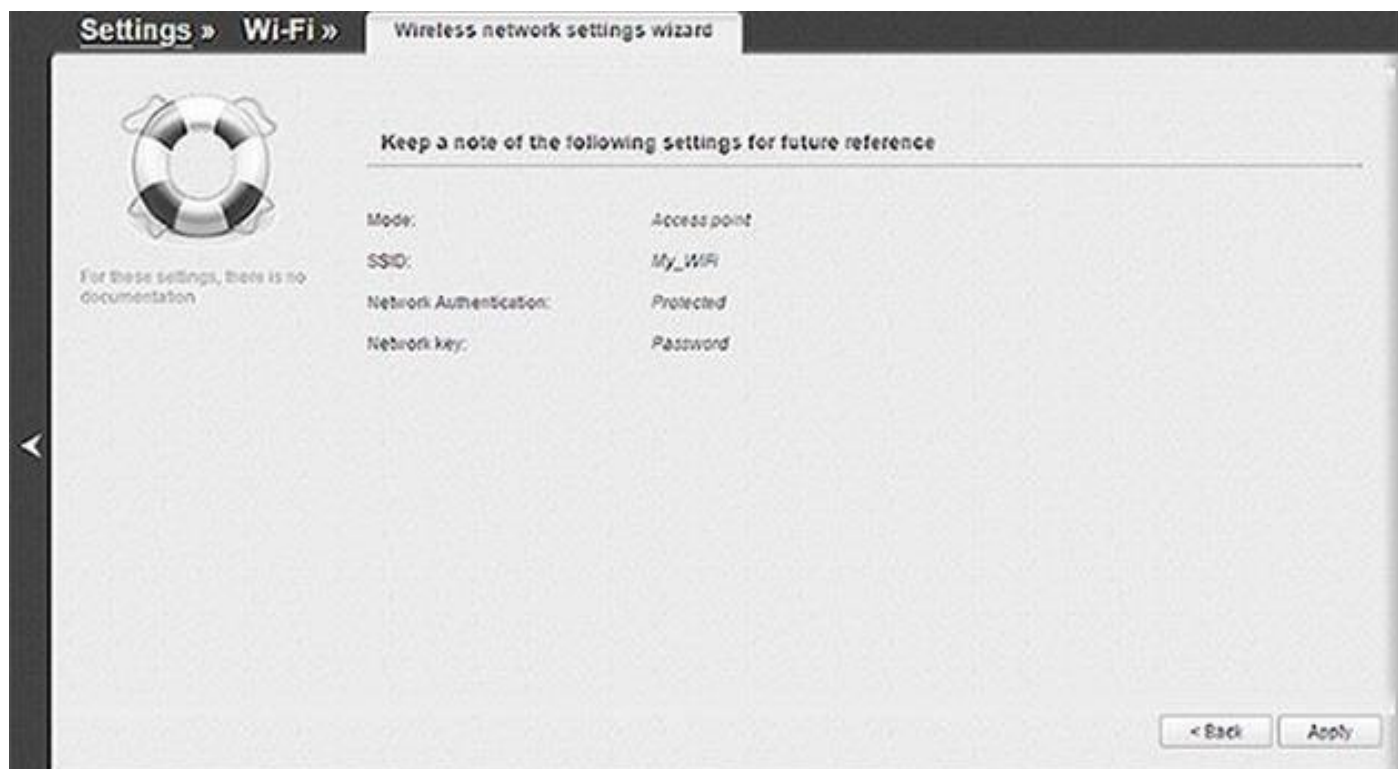 Settings » Wi-Fi » Wireless network settings wizard
Keep a note of the following settings for future reference
Mode: Access point
SSID: My_WiFi
Network Authentication: Protected
Network key: Password
For these settings, there is no
documentation
< Back Apply